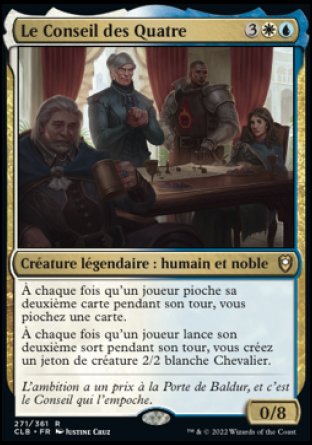 Le Conseil des Quatre 3
Créature légendaire : humain et noble
À chaque fois qu'un joueur pioche sa
deuxième carte pendant son tour, vous
piochez une carte.
À chaque fois qu'un joueur lance son
deuxième sort pendant son tour, vous créez
un jeton de créature 2/2 blanche Chevalier.
L'ambition a un prix à la Porte de Baldur, et c'est
le Conseil qui l'empoche.
0/8
271/361 R
CLB • FR Justine Cruz
™ & © 2022 Wizards of the Coast